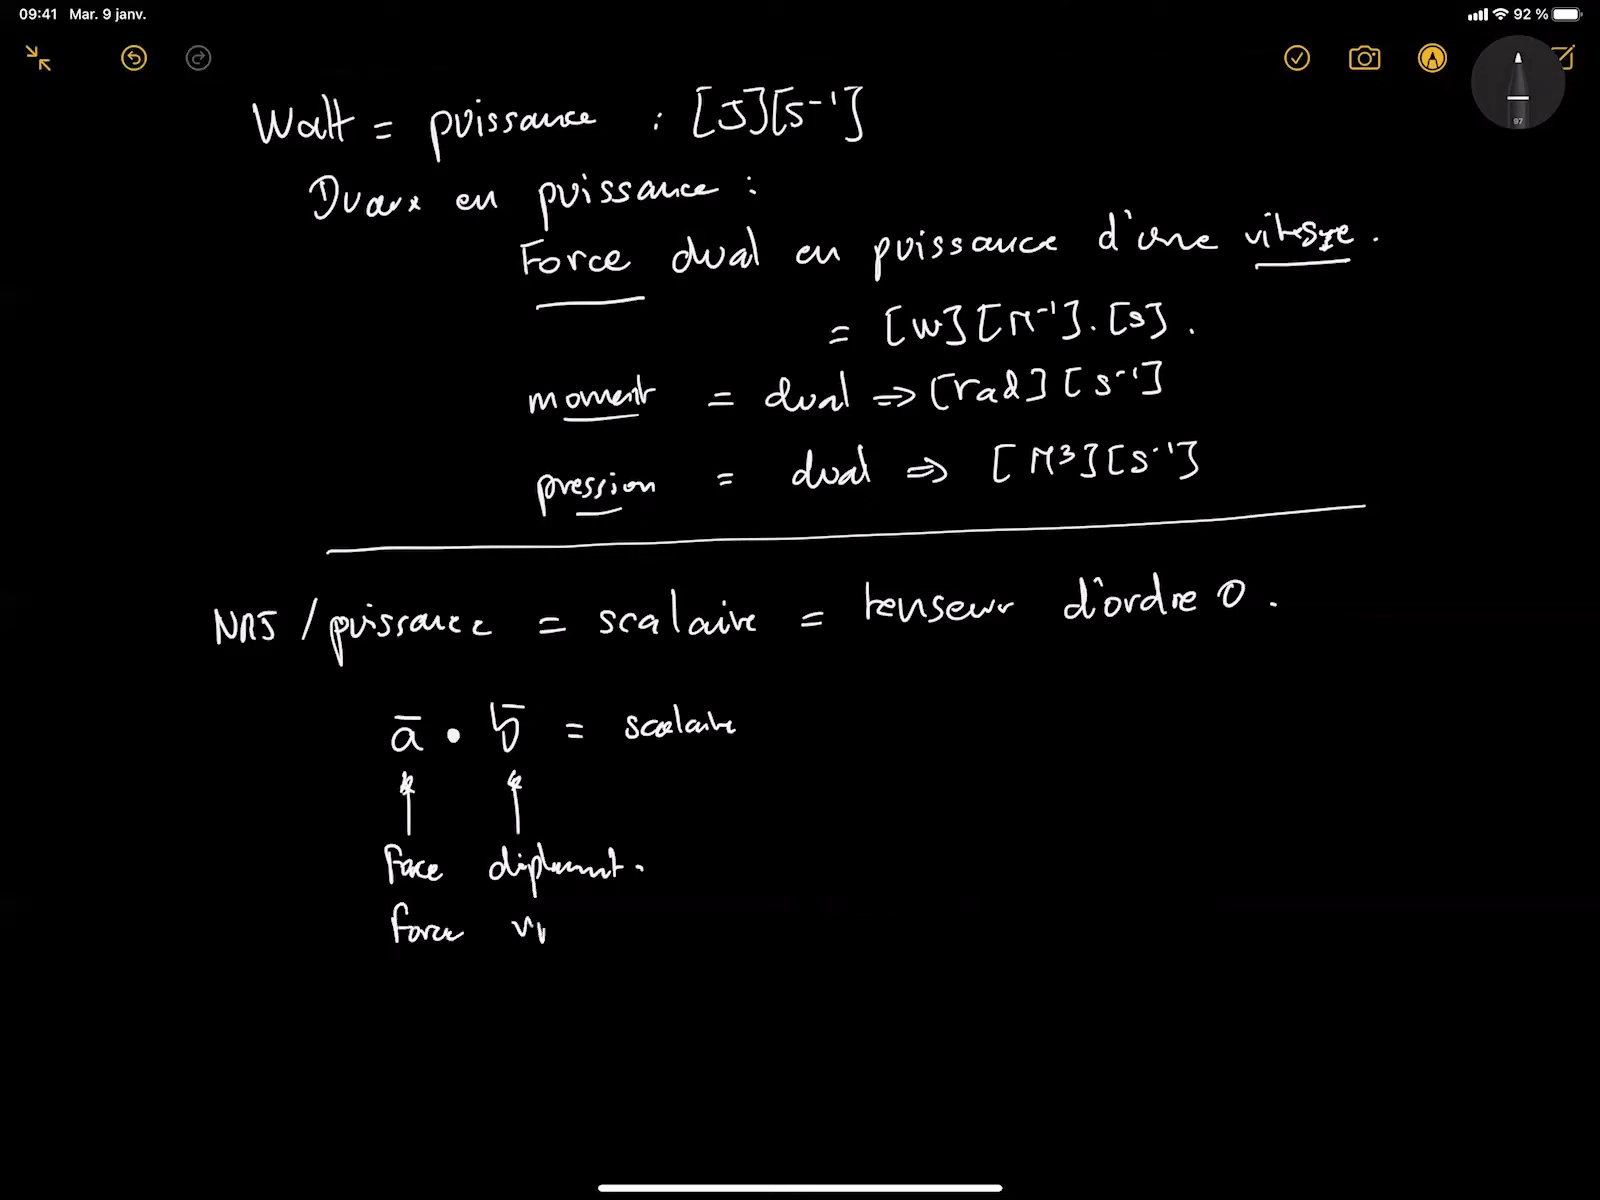 09:41 Mar. 9 janv. 92 %
97
Watt = puissance : [J][s⁻¹]
Duaux en puissance :
Force dual en puissance d'une vitesse.
= [W][M⁻¹].[s].
moment = dual ⇒ [rad][s⁻¹]
pression = dual ⇒ [M³][s⁻¹]
NRJ / puissance = scalaire = tenseur d'ordre 0.
a̅ • b̅ = scalaire
Force déplacement.
Force